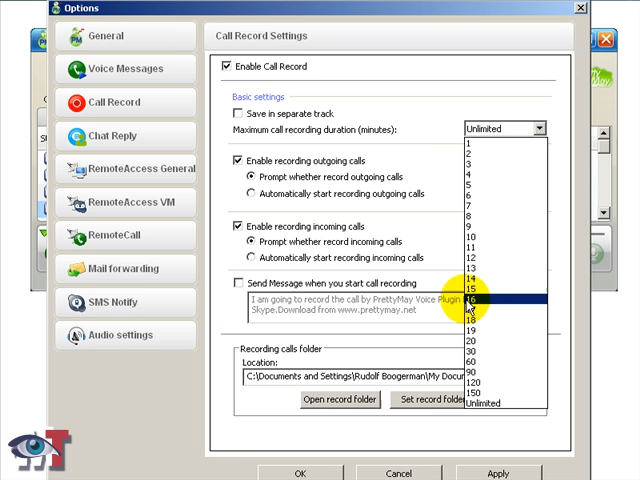 Options
General
Voice Messages
Call Record
Chat Reply
RemoteAccess General
RemoteAccess VM
RemoteCall
Mail forwarding
SMS Notify
Audio settings
Call Record Settings
Enable Call Record
Basic settings
Save in separate track
Maximum call recording duration (minutes):
Unlimited
1
2
3
4
5
6
7
8
9
10
11
12
13
14
15
16
18
19
20
30
60
90
120
150
Unlimited
Enable recording outgoing calls
Prompt whether record outgoing calls
Automatically start recording outgoing calls
Enable recording incoming calls
Prompt whether record incoming calls
Automatically start recording incoming calls
Send Message when you start call recording
I am going to record the call by PrettyMay Voice Plugin
Skype.Download from www.prettymay.net
Recording calls folder
Location:
C:\Documents and Settings\Rudolf Boogerman\My Docu
Open record folder
Set record folder
OK
Cancel
Apply